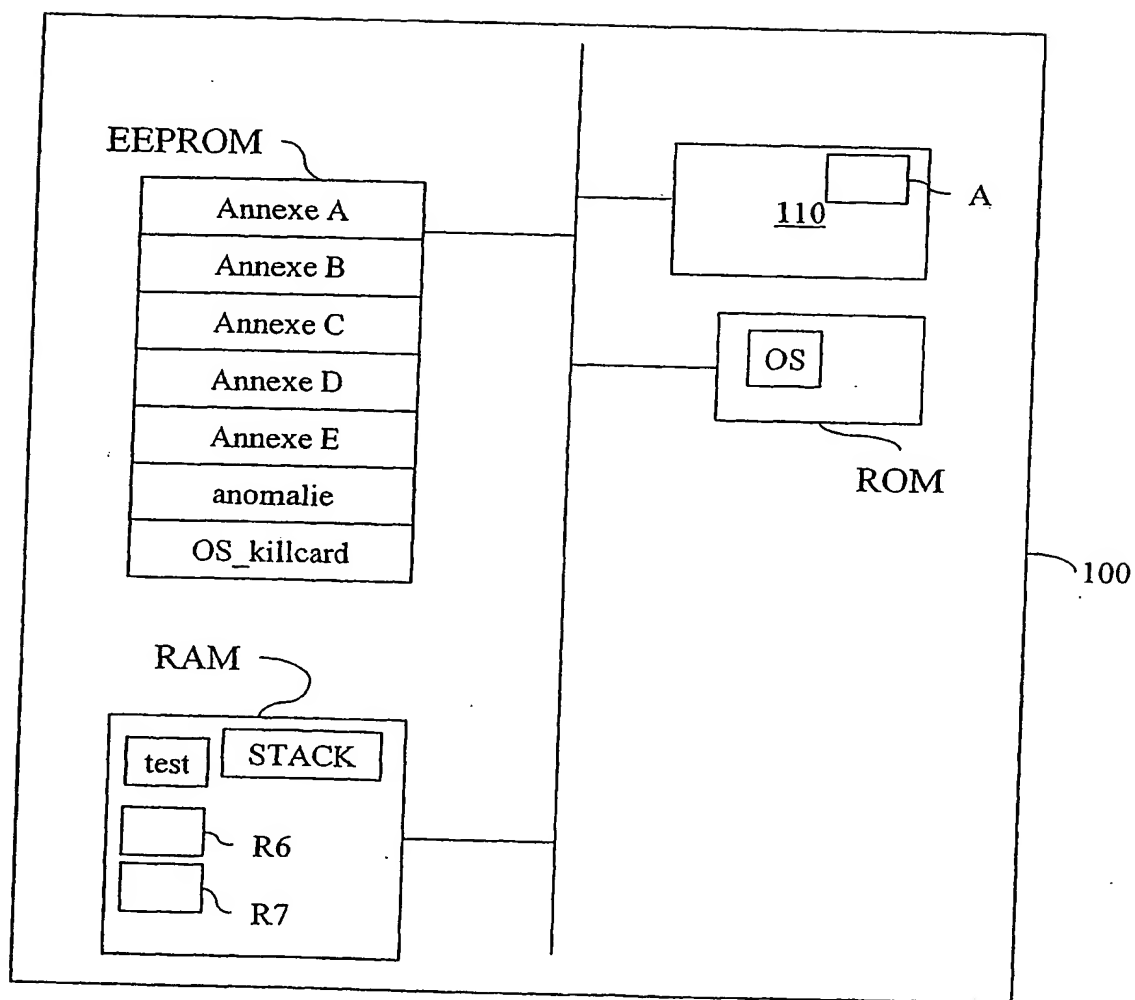 EEPROM
Annexe A
Annexe B
Annexe C
Annexe D
Annexe E
anomalie
OS_killcard
110
A
OS
ROM
100
RAM
test
STACK
R6
R7